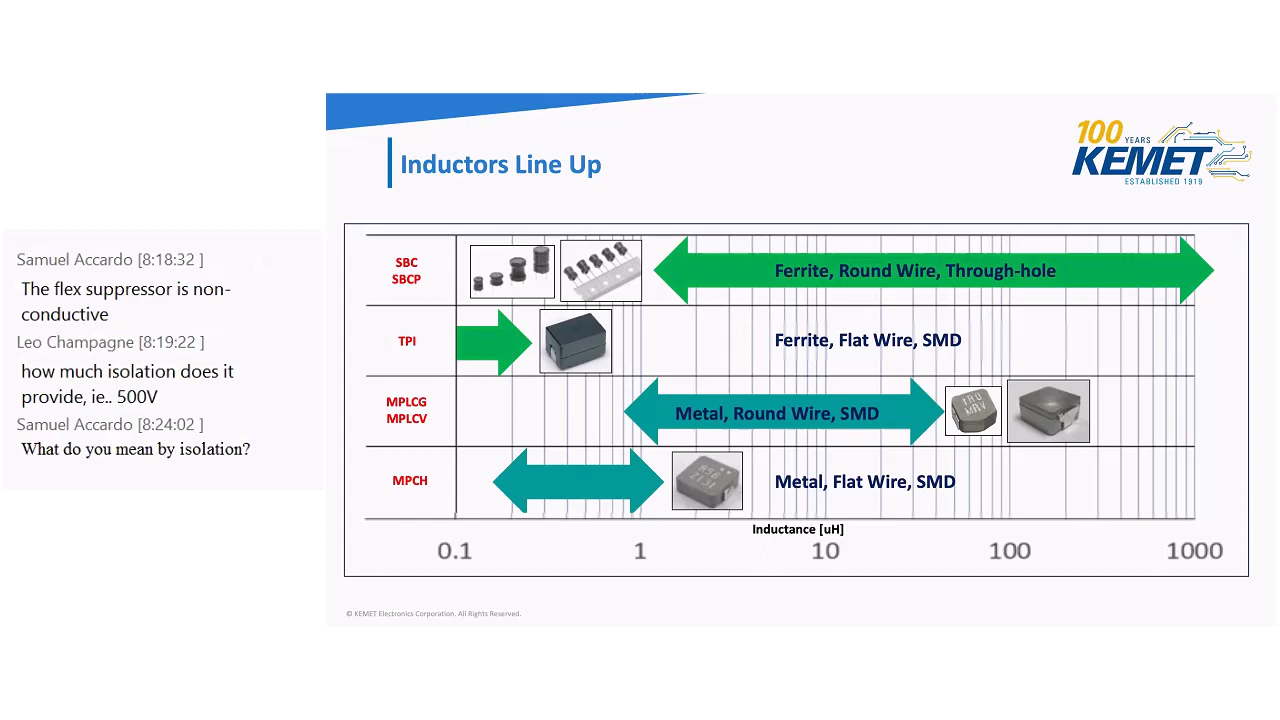 Samuel Accardo [8:18:32 ]
The flex suppressor is non-
conductive
Leo Champagne [8:19:22 ]
how much isolation does it
provide, ie.. 500V
Samuel Accardo [8:24:02 ]
What do you mean by isolation?
Inductors Line Up
100 YEARS
KEMET
ESTABLISHED 1919
SBC
SBCP
Ferrite, Round Wire, Through-hole
TPI
Ferrite, Flat Wire, SMD
MPLCG
MPLCV
Metal, Round Wire, SMD
1R0
MPCH
Metal, Flat Wire, SMD
Inductance [uH]
0.1 1 10 100 1000
© KEMET Electronics Corporation. All Rights Reserved.